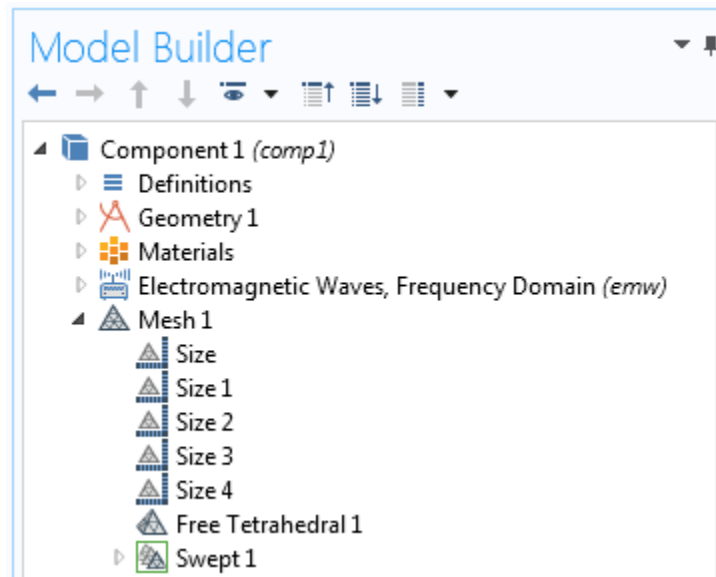 Model Builder
Component 1 (comp1)
Definitions
Geometry 1
Materials
Electromagnetic Waves, Frequency Domain (emw)
Mesh 1
Size
Size 1
Size 2
Size 3
Size 4
Free Tetrahedral 1
Swept 1